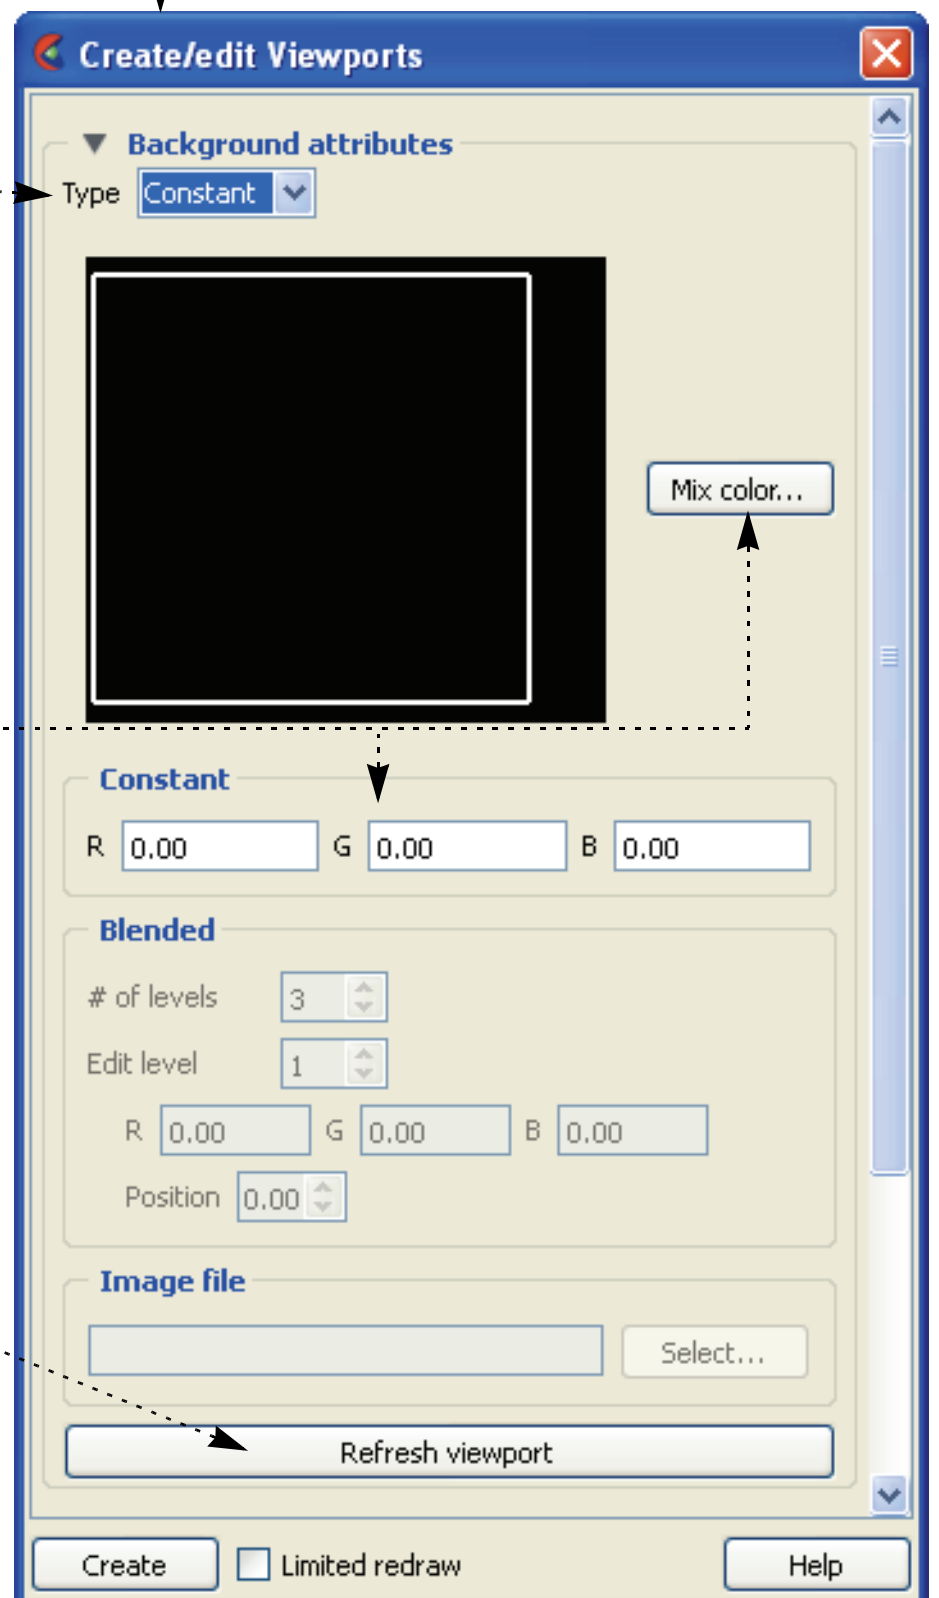 Create/edit Viewports
Background attributes
Type Constant
Mix color...
Constant
R 0.00 G 0.00 B 0.00
Blended
# of levels 3
Edit level 1
R 0.00 G 0.00 B 0.00
Position 0.00
Image file
Select...
Refresh viewport
Create Limited redraw Help